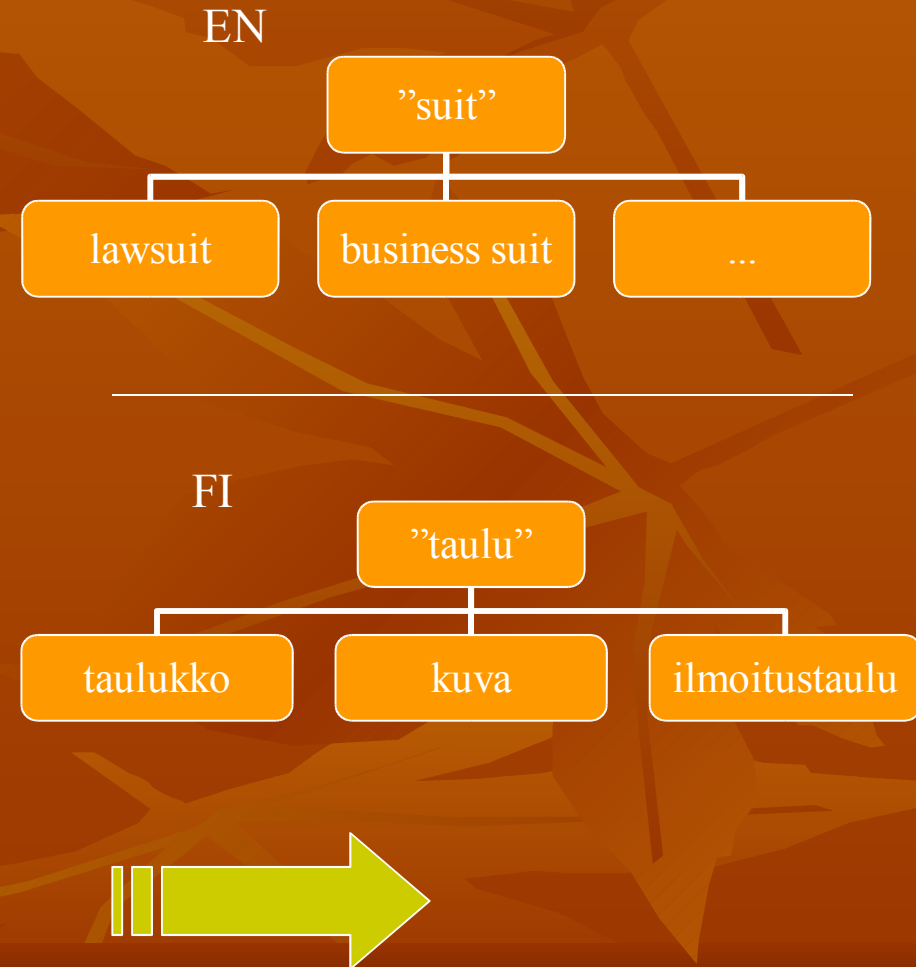 EN
”suit”
lawsuit business suit ...
FI
”taulu”
taulukko kuva ilmoitustaulu